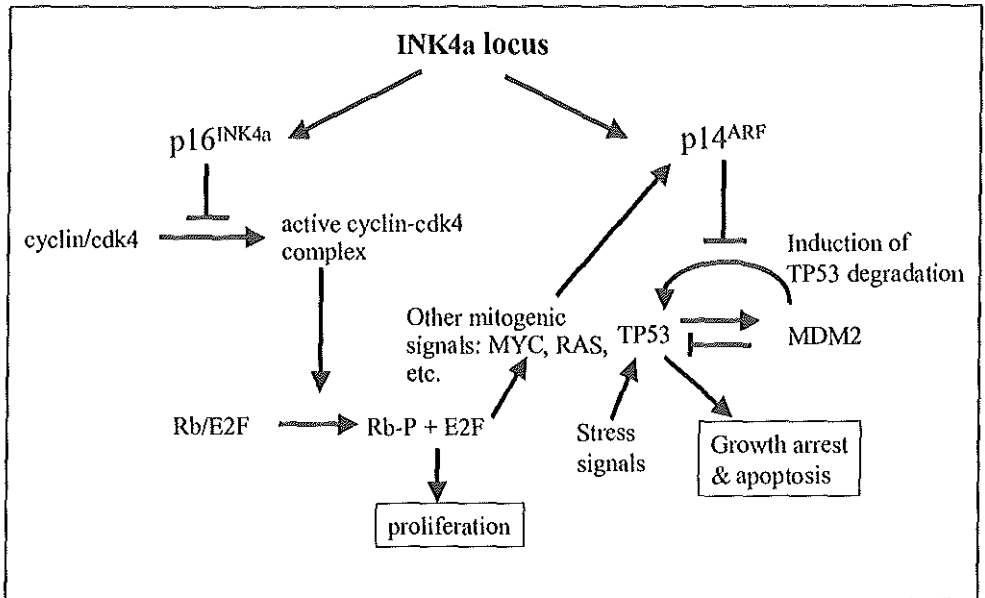 INK4a locus
p16INK4a
p14ARF
cyclin/cdk4
active cyclin-cdk4
complex
Induction of
TP53 degradation
Other mitogenic
signals: MYC, RAS,
etc.
TP53
MDM2
Rb/E2F
Rb-P + E2F
Stress
signals
Growth arrest
& apoptosis
proliferation